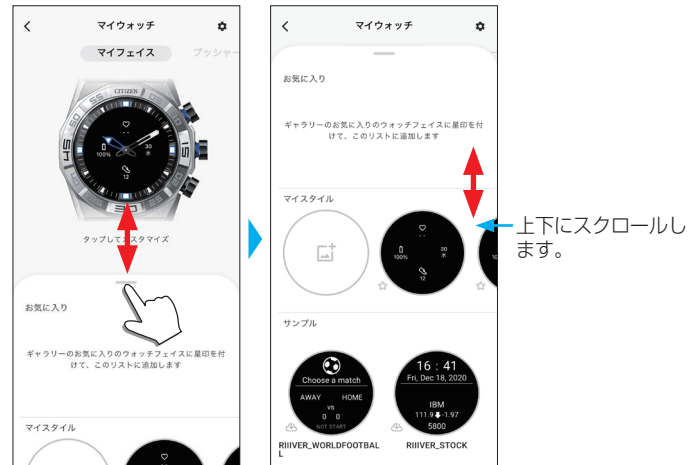 マイウォッチ
マイフェイス
プッシャー
CITIZEN
100%
30
水
12
タップしてカスタマイズ
お気に入り
ギャラリーのお気に入りのウォッチフェイスに星印を付
けて、このリストに追加します
マイスタイル
マイウォッチ
お気に入り
ギャラリーのお気に入りのウォッチフェイスに星印を付
けて、このリストに追加します
マイスタイル
100%
30
水
12
サンプル
Choose a match
AWAY HOME
vs
0 0
NOT START
RIIIVER_WORLDFOOTBAL
L
16 : 41
Fri, Dec 18, 2020
IBM
111.9 -1.97
5800
RIIIVER_STOCK
上下にスクロールし
ます。